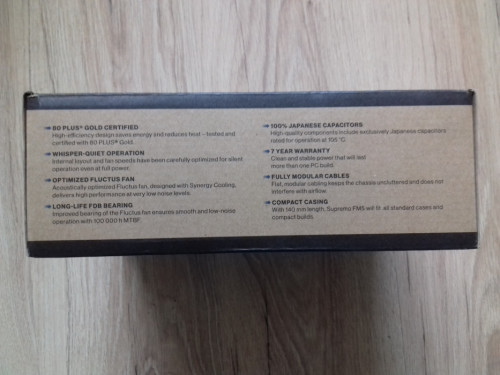 80 PLUS® GOLD CERTIFIED
High-efficiency design saves energy and reduces heat – tested and
certified with 80 PLUS® Gold.
WHISPER-QUIET OPERATION
Internal layout and fan speeds have been carefully optimized for silent
operation even at full power.
OPTIMIZED FLUCTUS FAN
Acoustically optimized Fluctus fan, designed with Synergy Cooling,
delivers high performance at very low noise levels.
LONG-LIFE FDB BEARING
Improved bearing of the Fluctus fan ensures smooth and low-noise
operation with 100 000 h MTBF.
100% JAPANESE CAPACITORS
High-quality components include exclusively Japanese capacitors
rated for operation at 105 °C.
7 YEAR WARRANTY
Clean and stable power that will last
more than one PC build.
FULLY MODULAR CABLES
Flat, modular cabling keeps the chassis uncluttered and does not
interfere with airflow.
COMPACT CASING
With 140 mm length, Supremo FM5 will fit all standard cases and
compact builds.